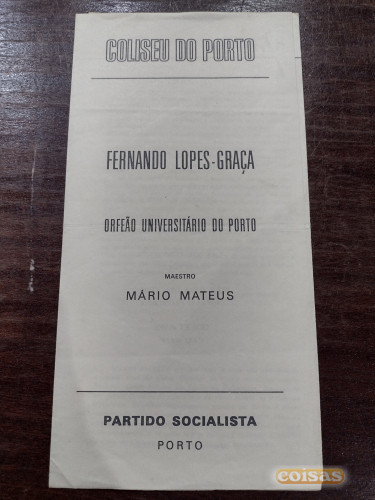 COLISEU DO PORTO
FERNANDO LOPES-GRAÇA
ORFEÃO UNIVERSITÁRIO DO PORTO
MAESTRO
MÁRIO MATEUS
PARTIDO SOCIALISTA
PORTO
coisas